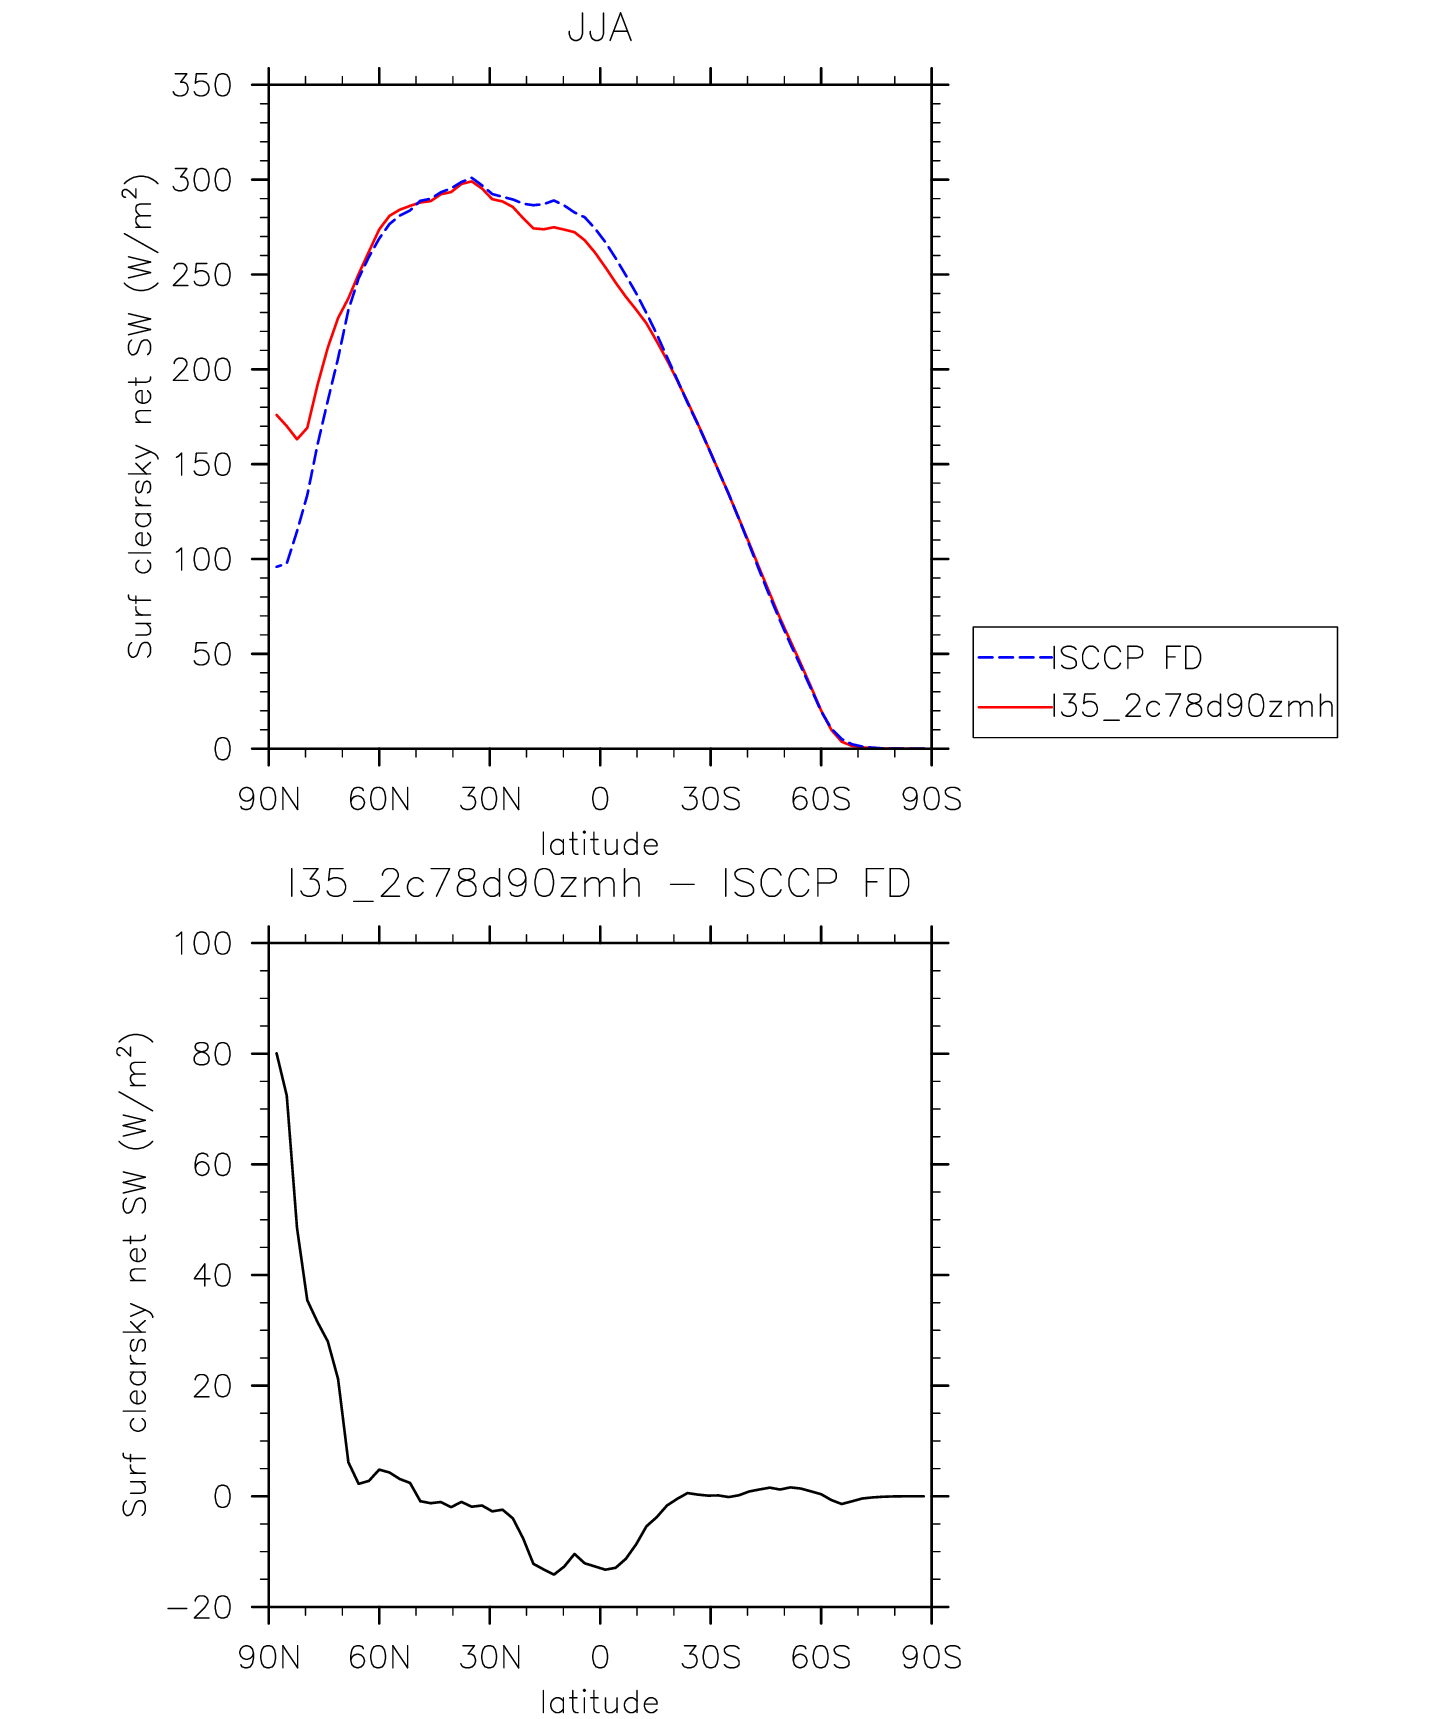 JJA
350
300
250
200
150
100
50
0
Surf clearsky net SW (W/m²)
90N 60N 30N 0 30S 60S 90S
latitude
ISCCP FD
I35_2c78d90zmh
I35_2c78d90zmh − ISCCP FD
100
80
60
40
20
0
−20
Surf clearsky net SW (W/m²)
90N 60N 30N 0 30S 60S 90S
latitude